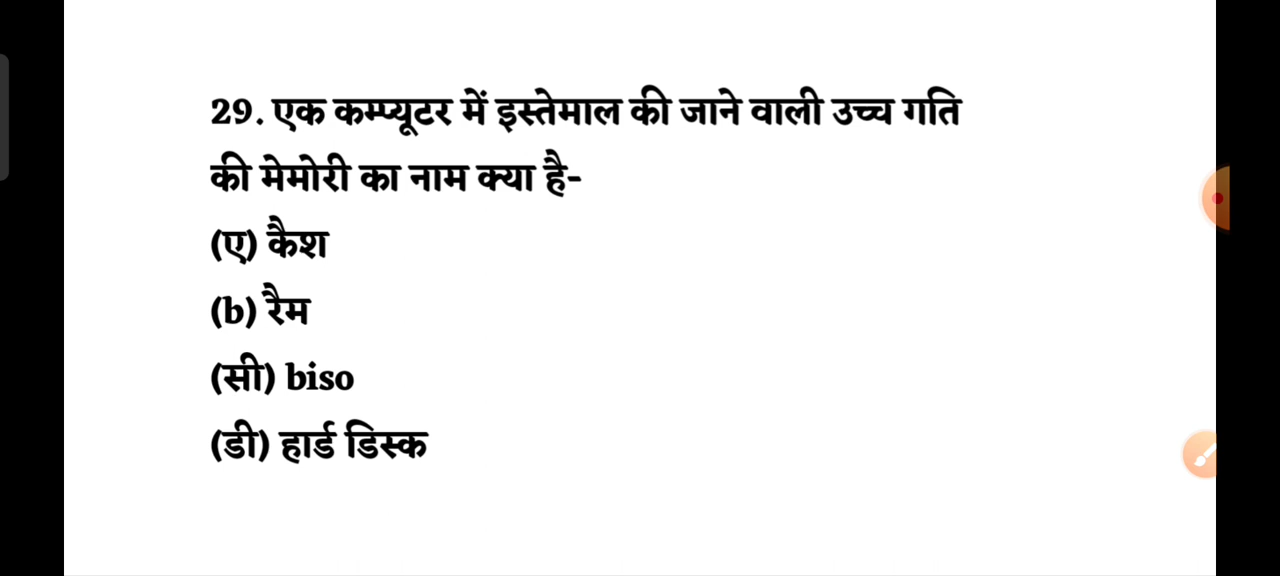 29. एक कम्प्यूटर में इस्तेमाल की जाने वाली उच्च गति
की मेमोरी का नाम क्या है-
(ए) कैश
(b) रैम
(सी) biso
(डी) हार्ड डिस्क